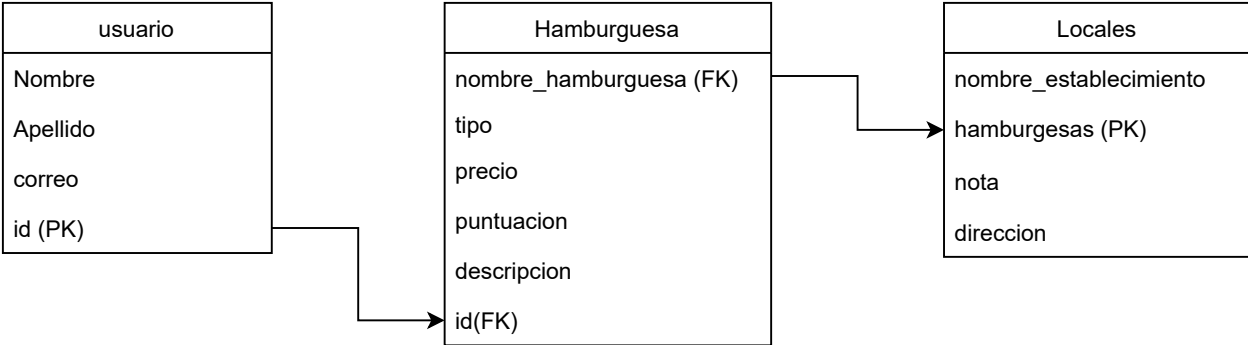 usuario
Nombre
Apellido
correo
id (PK)
Hamburguesa
nombre_hamburguesa (FK)
tipo
precio
puntuacion
descripcion
id(FK)
Locales
nombre_establecimiento
hamburgesas (PK)
nota
direccion